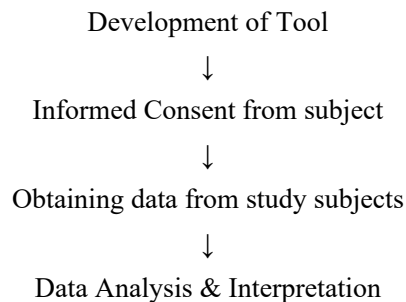 Development of Tool
↓
Informed Consent from subject
↓
Obtaining data from study subjects
↓
Data Analysis & Interpretation